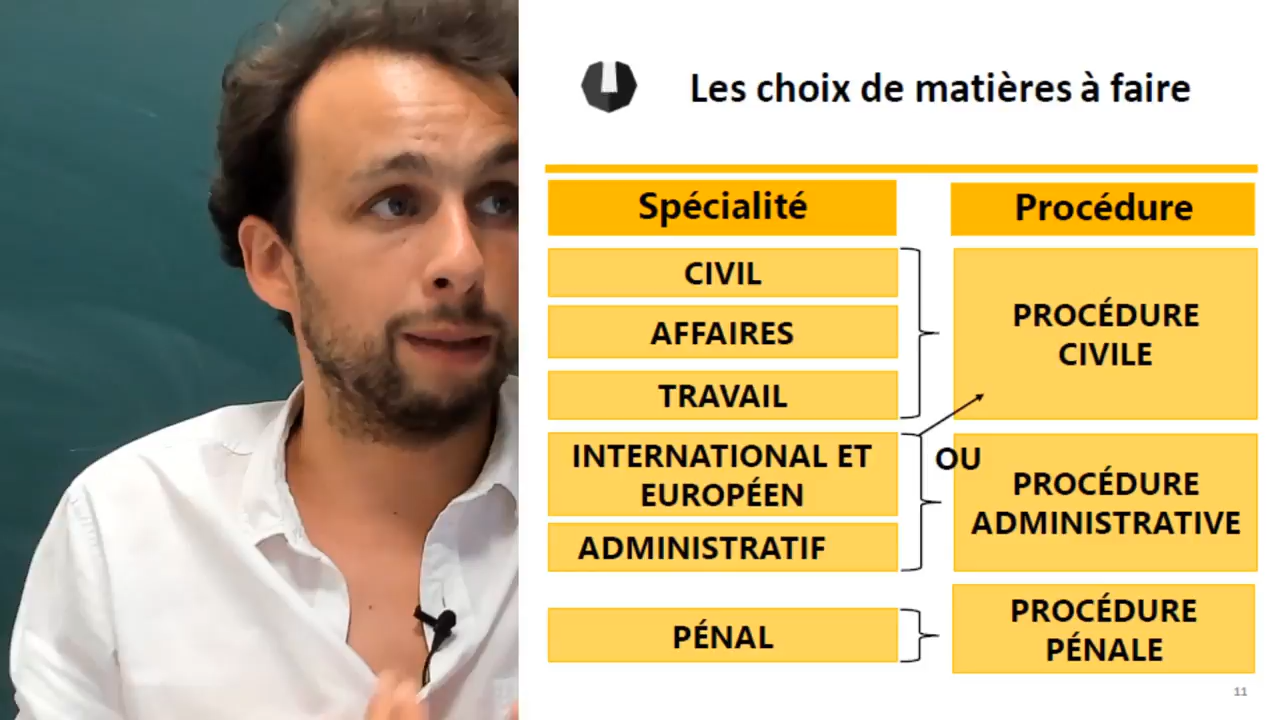 Les choix de matières à faire
Spécialité
Procédure
CIVIL
AFFAIRES
TRAVAIL
PROCÉDURE
CIVILE
INTERNATIONAL ET
EUROPÉEN
ADMINISTRATIF
OU
PROCÉDURE
ADMINISTRATIVE
PÉNAL
PROCÉDURE
PÉNALE
11